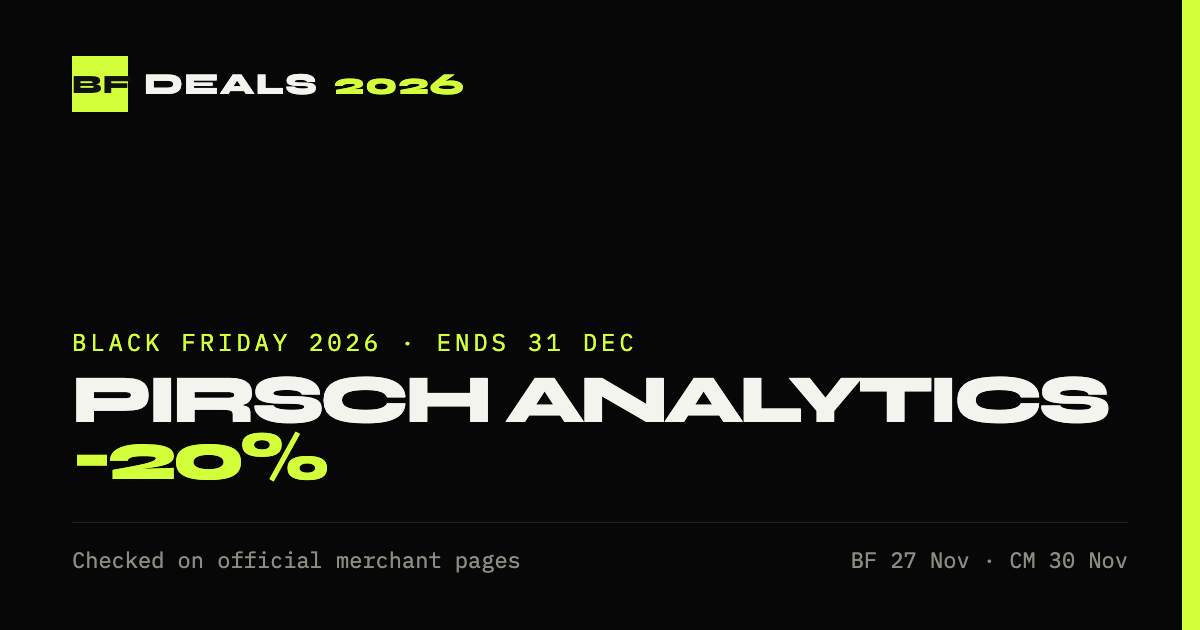 BF DEALS 2026
BLACK FRIDAY 2026 · ENDS 31 DEC
PIRSCH ANALYTICS
-20%
Checked on official merchant pages
BF 27 Nov · CM 30 Nov